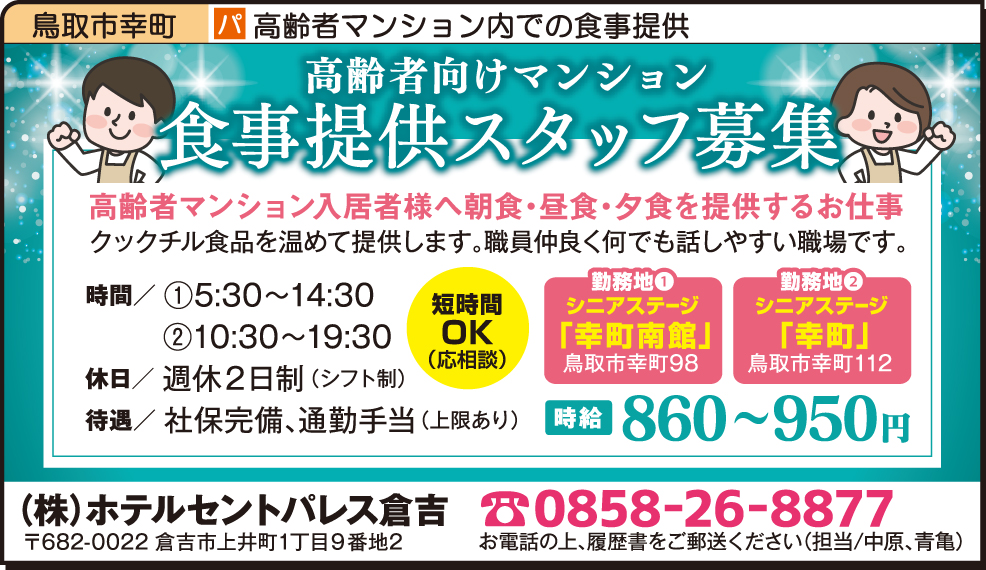 鳥取市幸町 パ 高齢者マンション内での食事提供
高齢者向けマンション
食事提供スタッフ募集
高齢者マンション入居者様へ朝食・昼食・夕食を提供するお仕事
クックチル食品を温めて提供します。職員仲良く何でも話しやすい職場です。
時間／①5:30〜14:30
②10:30〜19:30
休日／週休2日制（シフト制）
待遇／社保完備、通勤手当（上限あり）
短時間
OK
（応相談）
勤務地❶
シニアステージ
「幸町南館」
鳥取市幸町98
勤務地❷
シニアステージ
「幸町」
鳥取市幸町112
時給 860〜950円
（株）ホテルセントパレス倉吉
〒682-0022 倉吉市上井町1丁目9番地2
☎0858-26-8877
お電話の上、履歴書をご郵送ください（担当/中原、青亀）